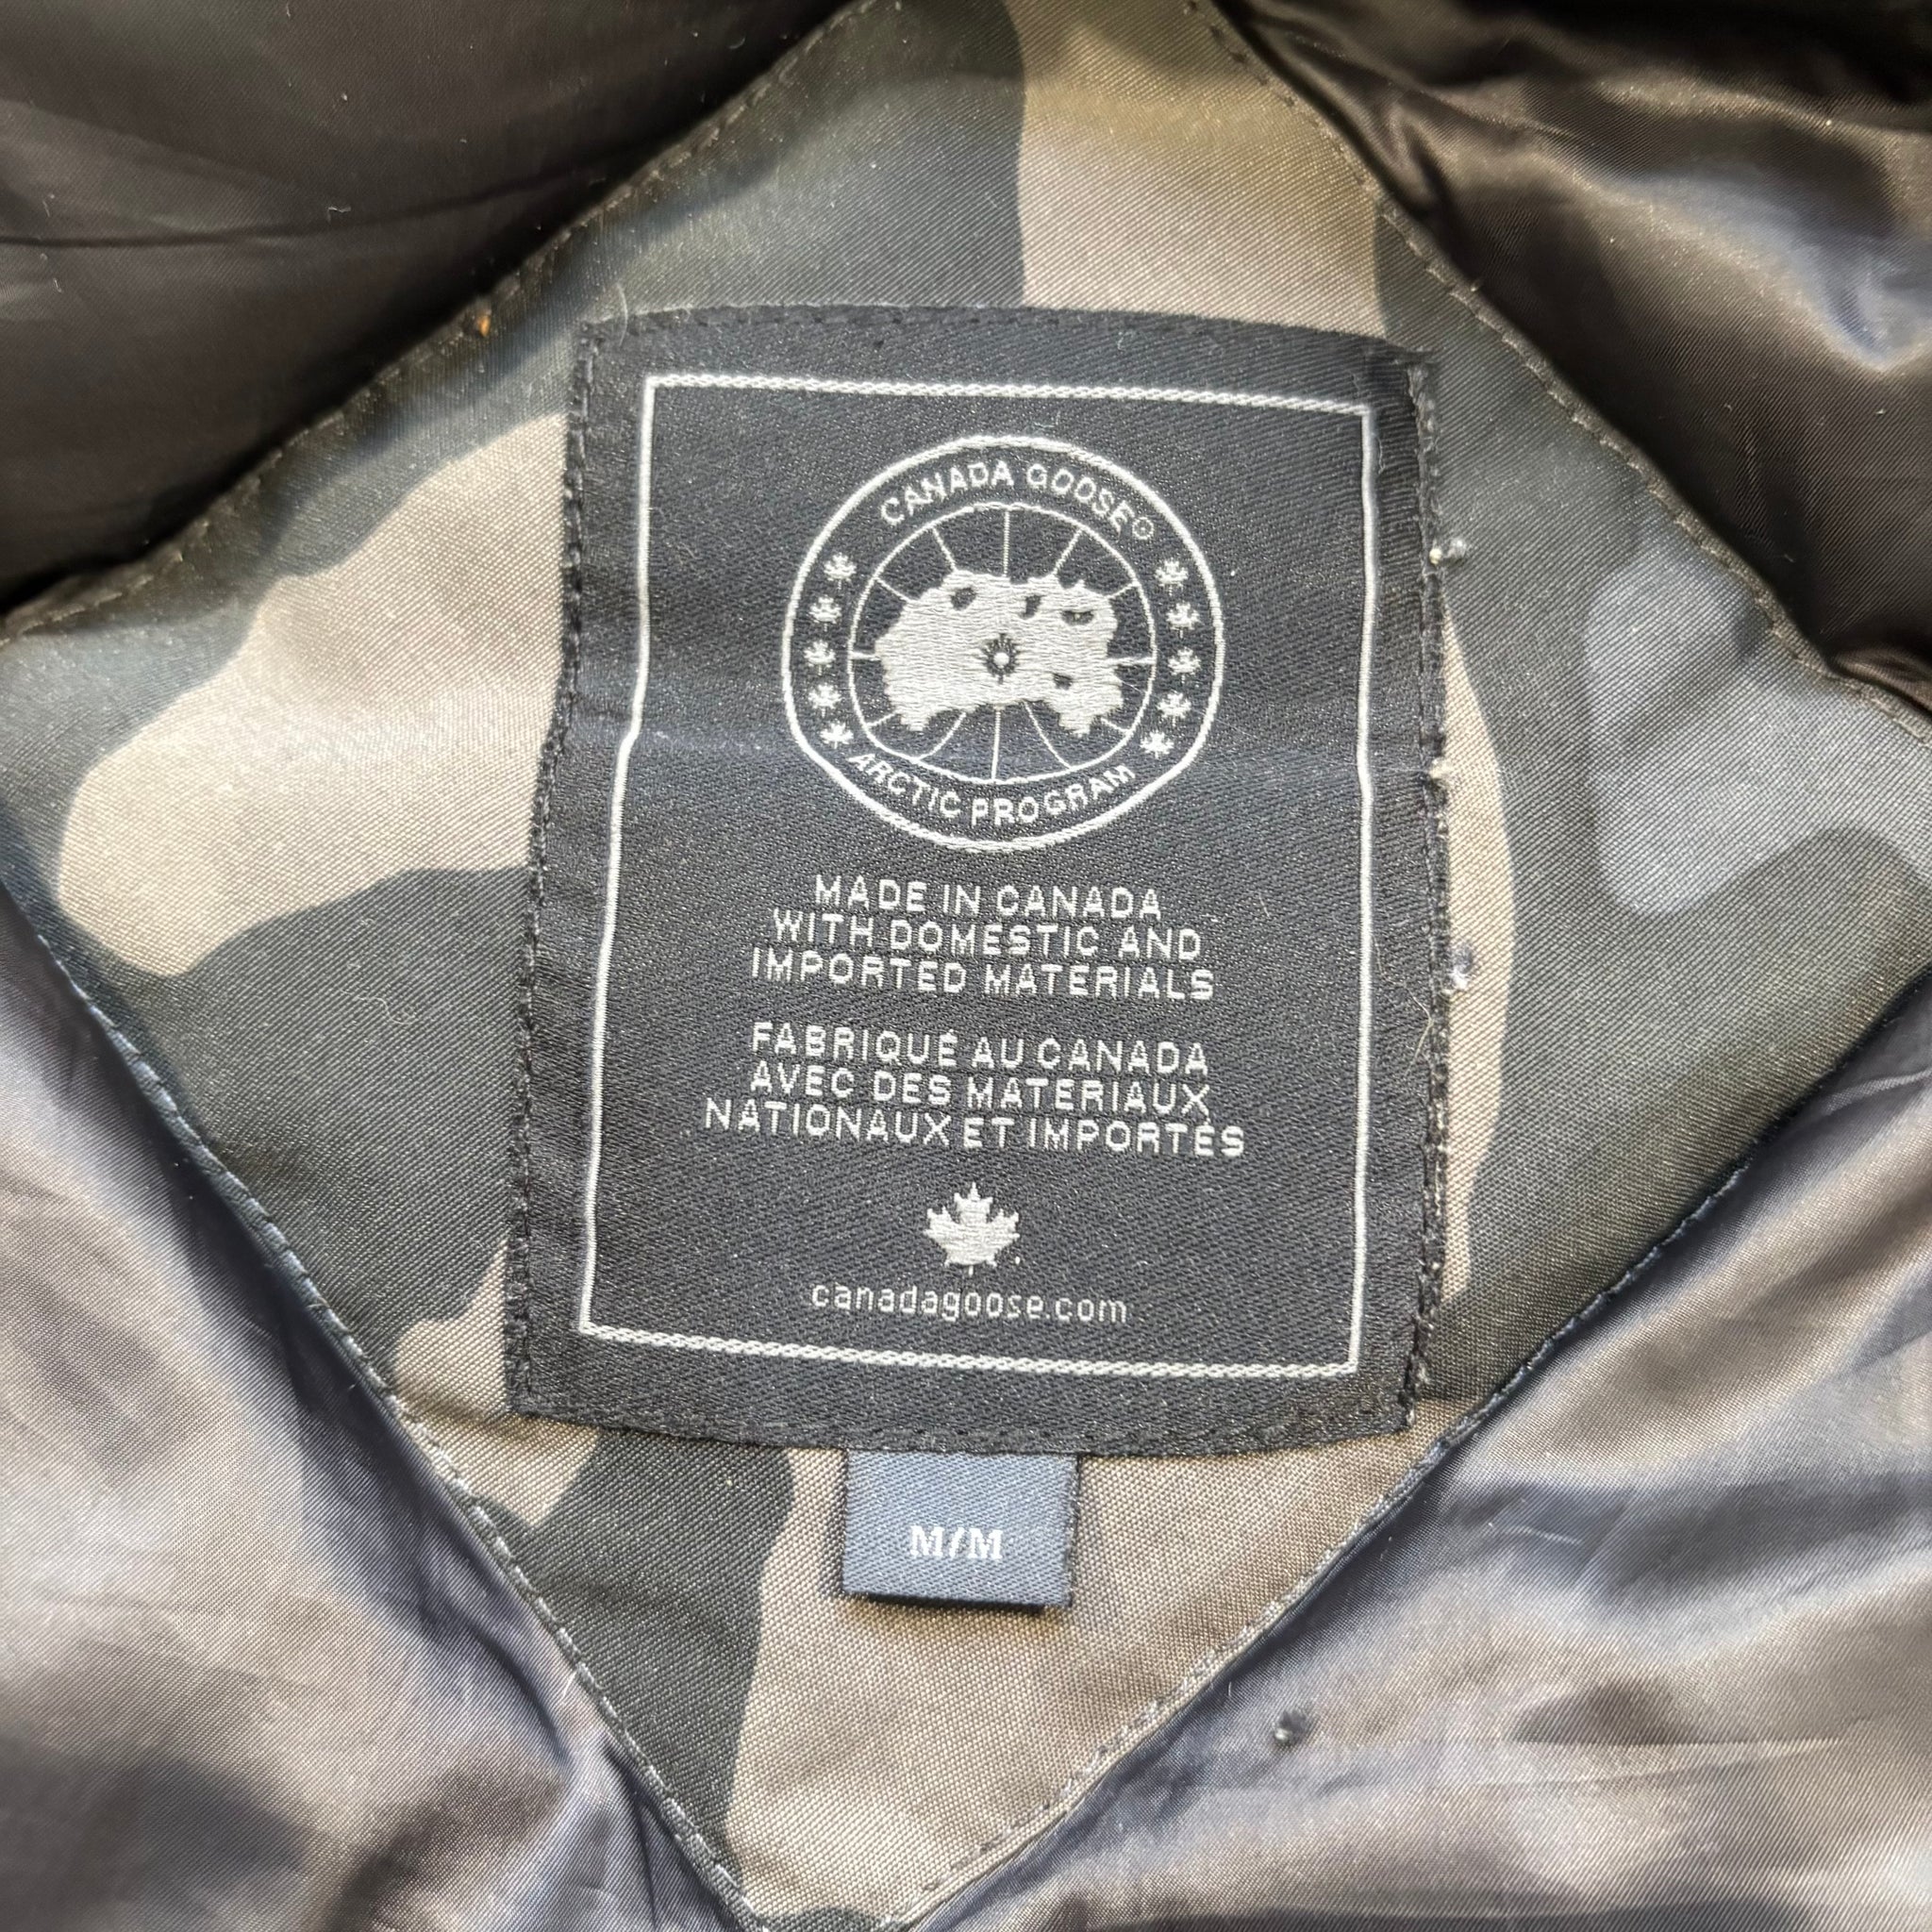 CANADA GOOSE®
ARCTIC PROGRAM
MADE IN CANADA
WITH DOMESTIC AND
IMPORTED MATERIALS
FABRIQUÉ AU CANADA
AVEC DES MATERIAUX
NATIONAUX ET IMPORTÉS
canadagoose.com
M/M